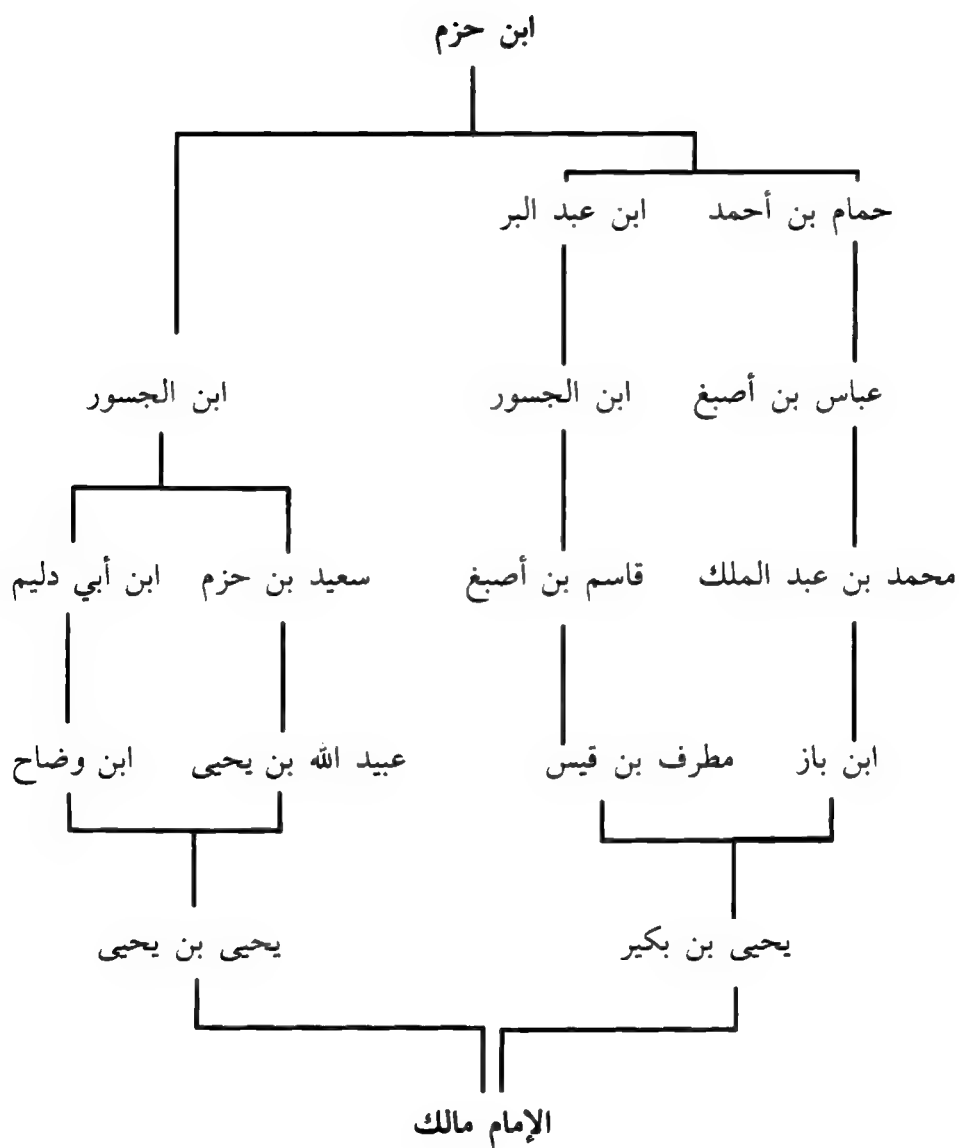 ابن حزم
حمام بن أحمد ابن عبد البر
عباس بن أصبغ ابن الجسور ابن الجسور
محمد بن عبد الملك قاسم بن أصبغ سعيد بن حزم ابن أبي دليم
ابن باز مطرف بن قيس عبيد الله بن يحيى ابن وضاح
يحيى بن بكير يحيى بن يحيى
الإمام مالك